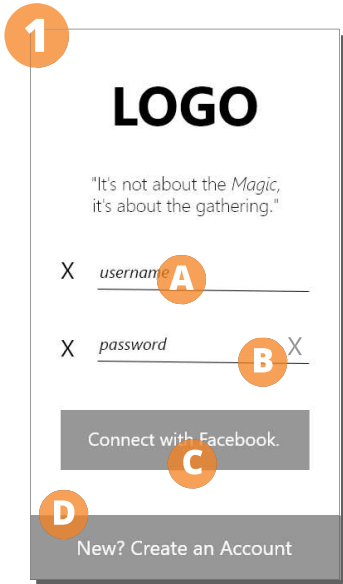 1
LOGO
"It's not about the Magic,
it's about the gathering."
X username A
X password B X
Connect with Facebook.
C
D
New? Create an Account